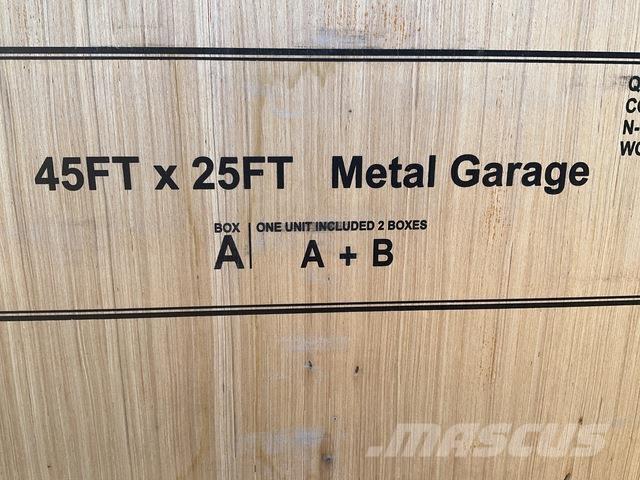 45FT x 25FT Metal Garage
BOX
A
ONE UNIT INCLUDED 2 BOXES
A + B
MASCUS